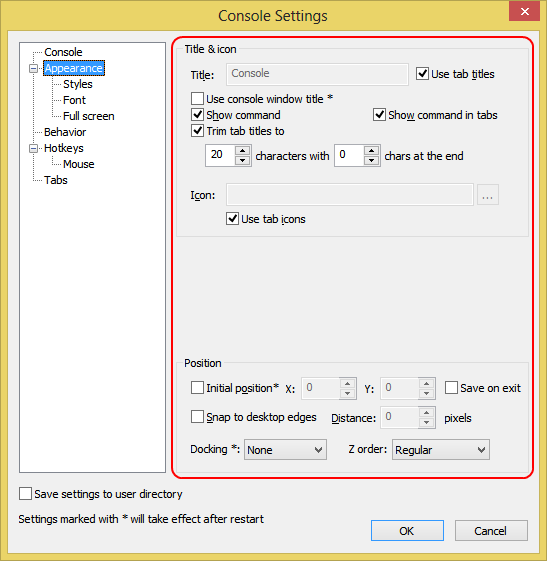 Console Settings
Console
Appearance
Styles
Font
Full screen
Behavior
Hotkeys
Mouse
Tabs
Title & icon
Title: Console Use tab titles
Use console window title *
Show command Show command in tabs
Trim tab titles to
20 characters with 0 chars at the end
Icon: ...
Use tab icons
Position
Initial position* X: 0 Y: 0 Save on exit
Snap to desktop edges Distance: 0 pixels
Docking *: None Z order: Regular
Save settings to user directory
Settings marked with * will take effect after restart
OK Cancel